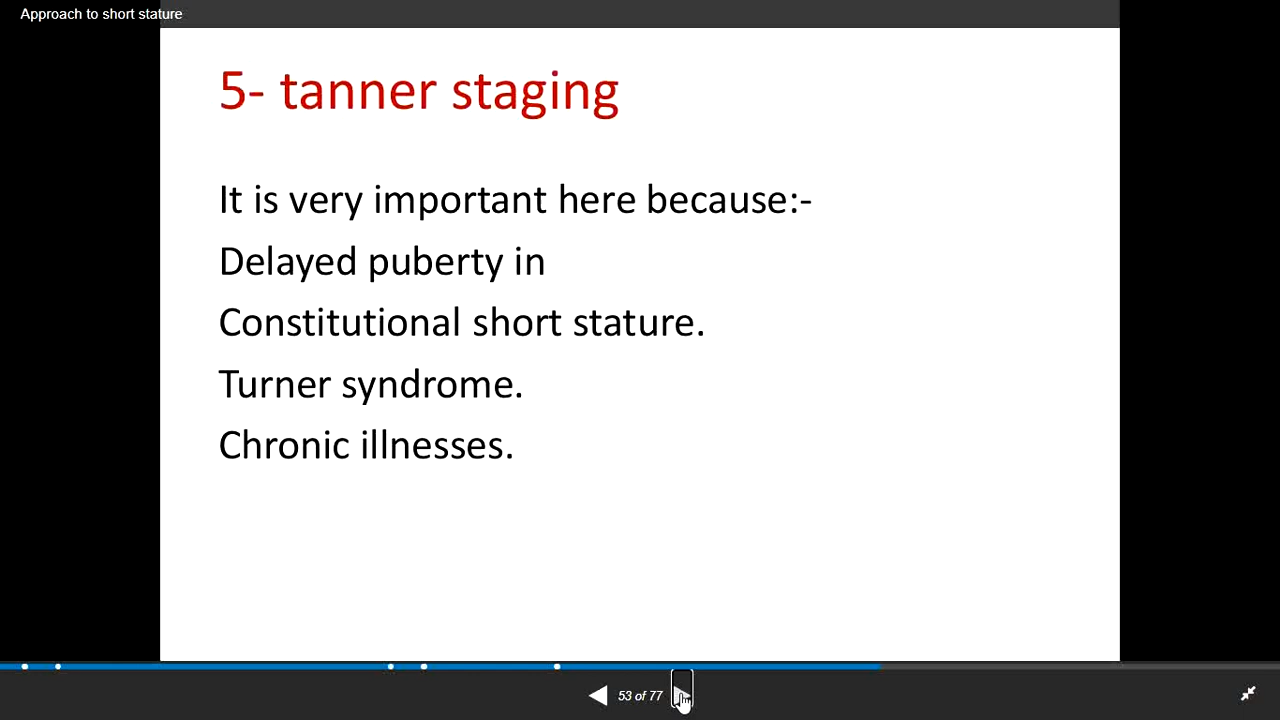 Approach to short stature
5- tanner staging
It is very important here because:-
Delayed puberty in
Constitutional short stature.
Turner syndrome.
Chronic illnesses.
53 of 77